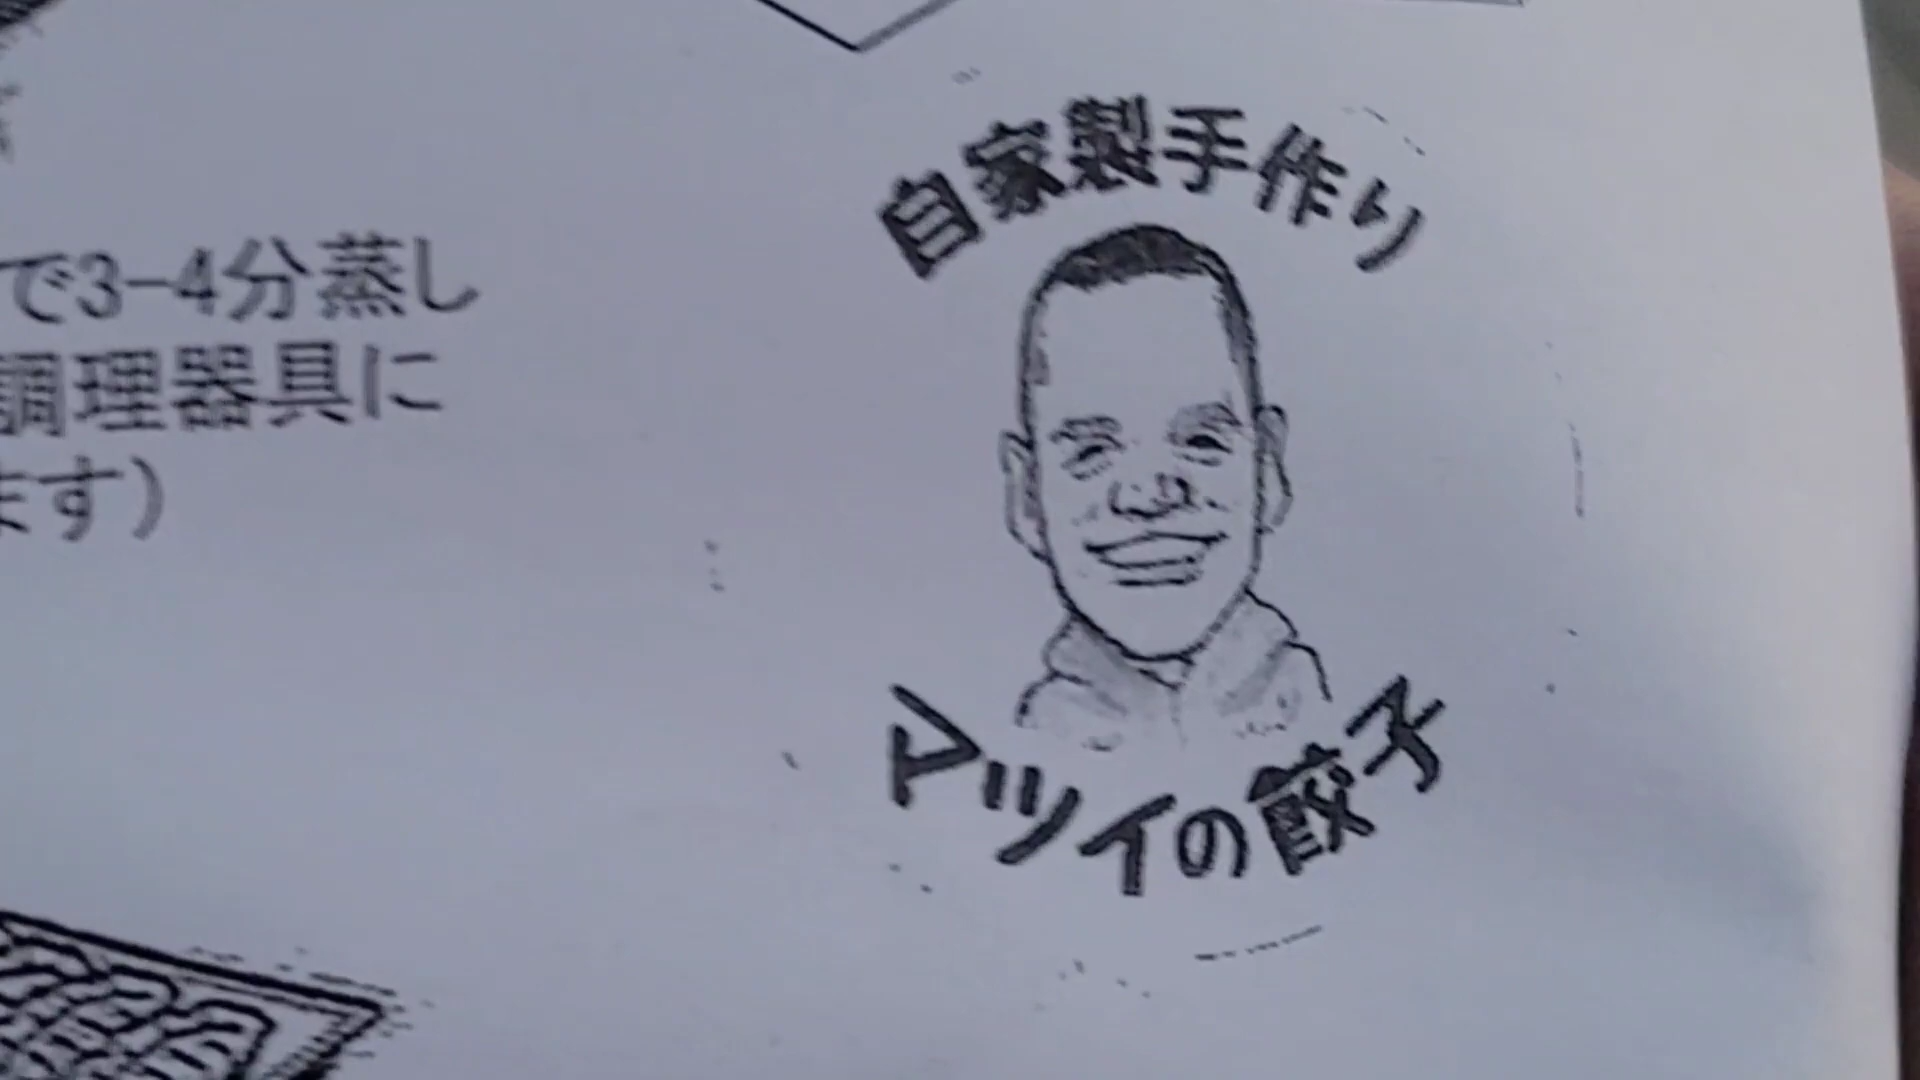 で3-4分蒸し
調理器具に
ます）
自家製手作り
マツイの餃子